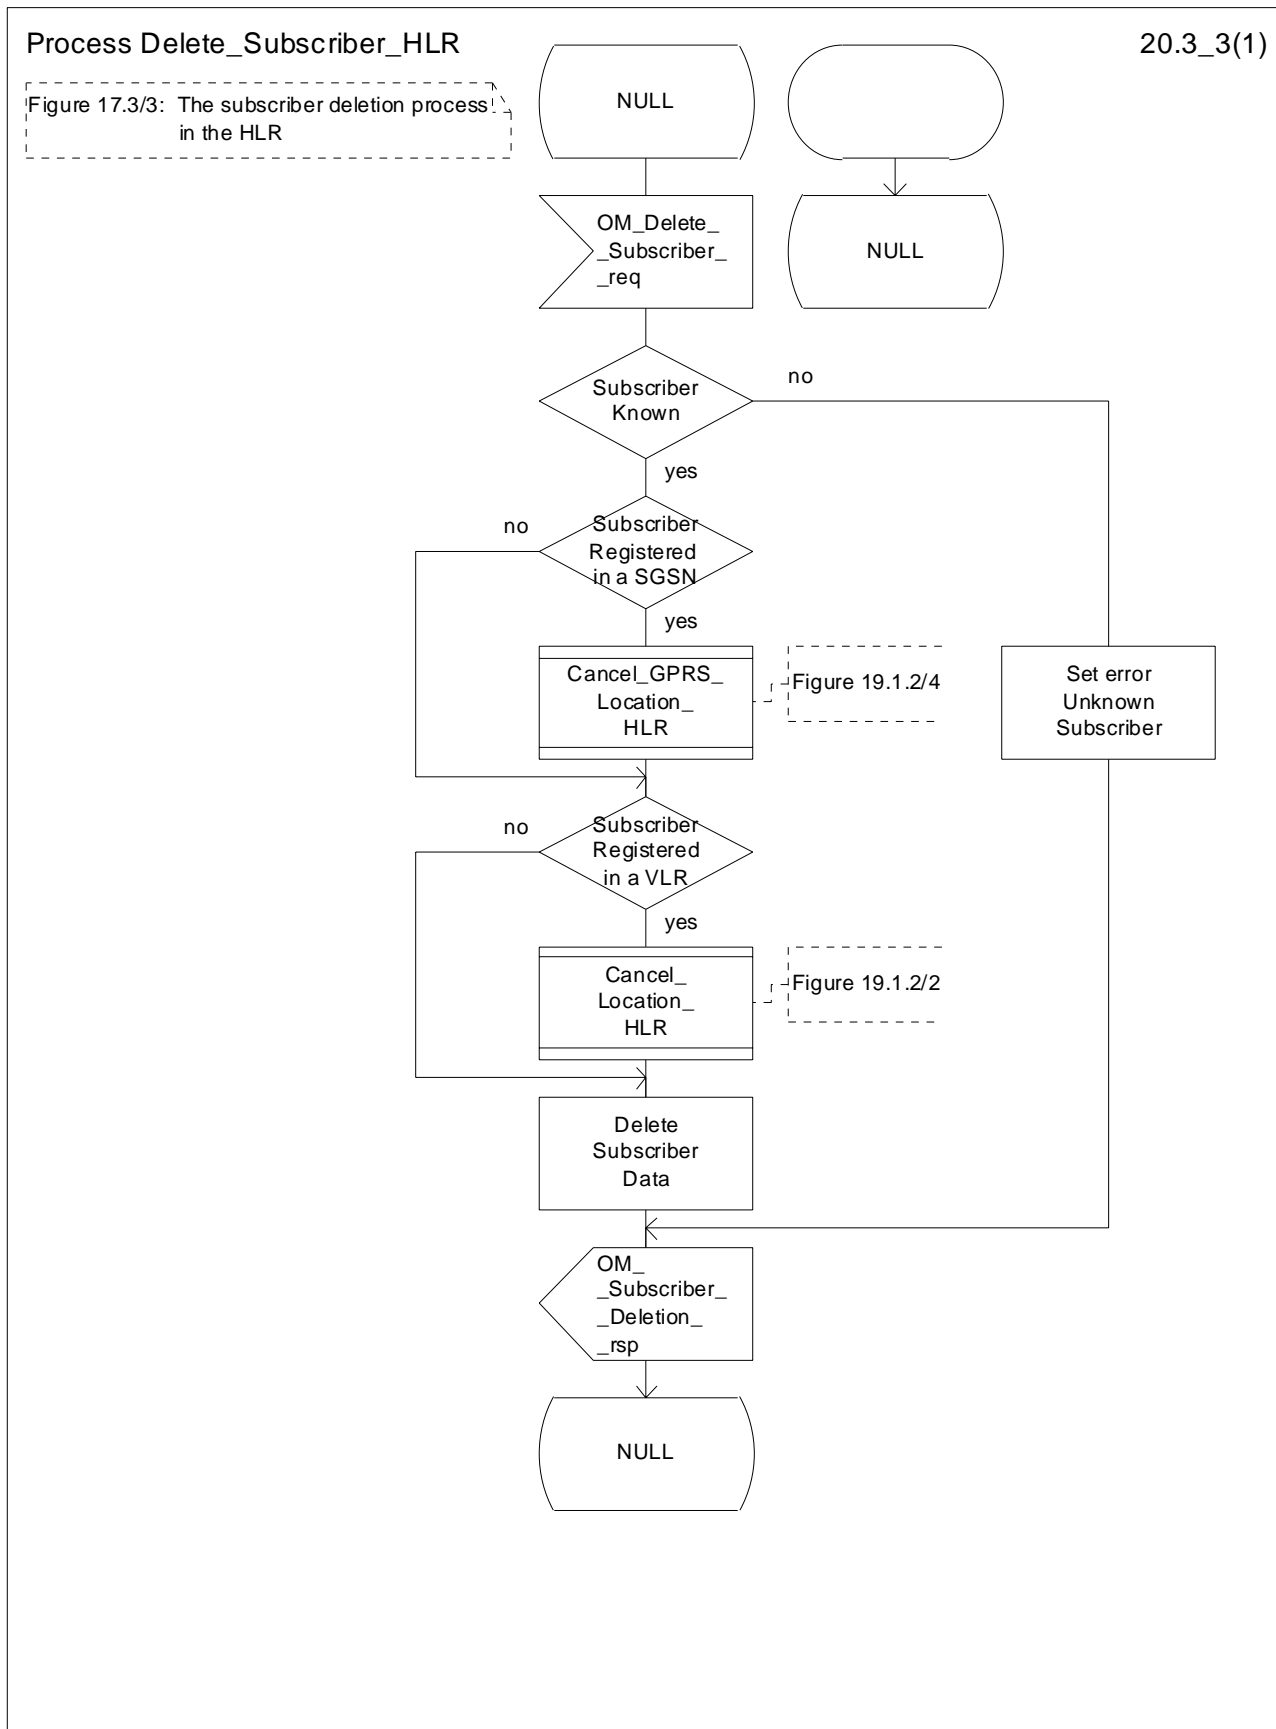 Process Delete_Subscriber_HLR
20.3_3(1)
Figure 17.3/3: The subscriber deletion process
in the HLR
NULL
OM_Delete_
_Subscriber_
_req
NULL
Subscriber
Known
no
yes
Subscriber
Registered
in a SGSN
no
yes
Cancel_GPRS_
Location_
HLR
Figure 19.1.2/4
Set error
Unknown
Subscriber
Subscriber
Registered
in a VLR
no
yes
Cancel_
Location_
HLR
Figure 19.1.2/2
Delete
Subscriber
Data
OM_
_Subscriber_
_Deletion_
_rsp
NULL